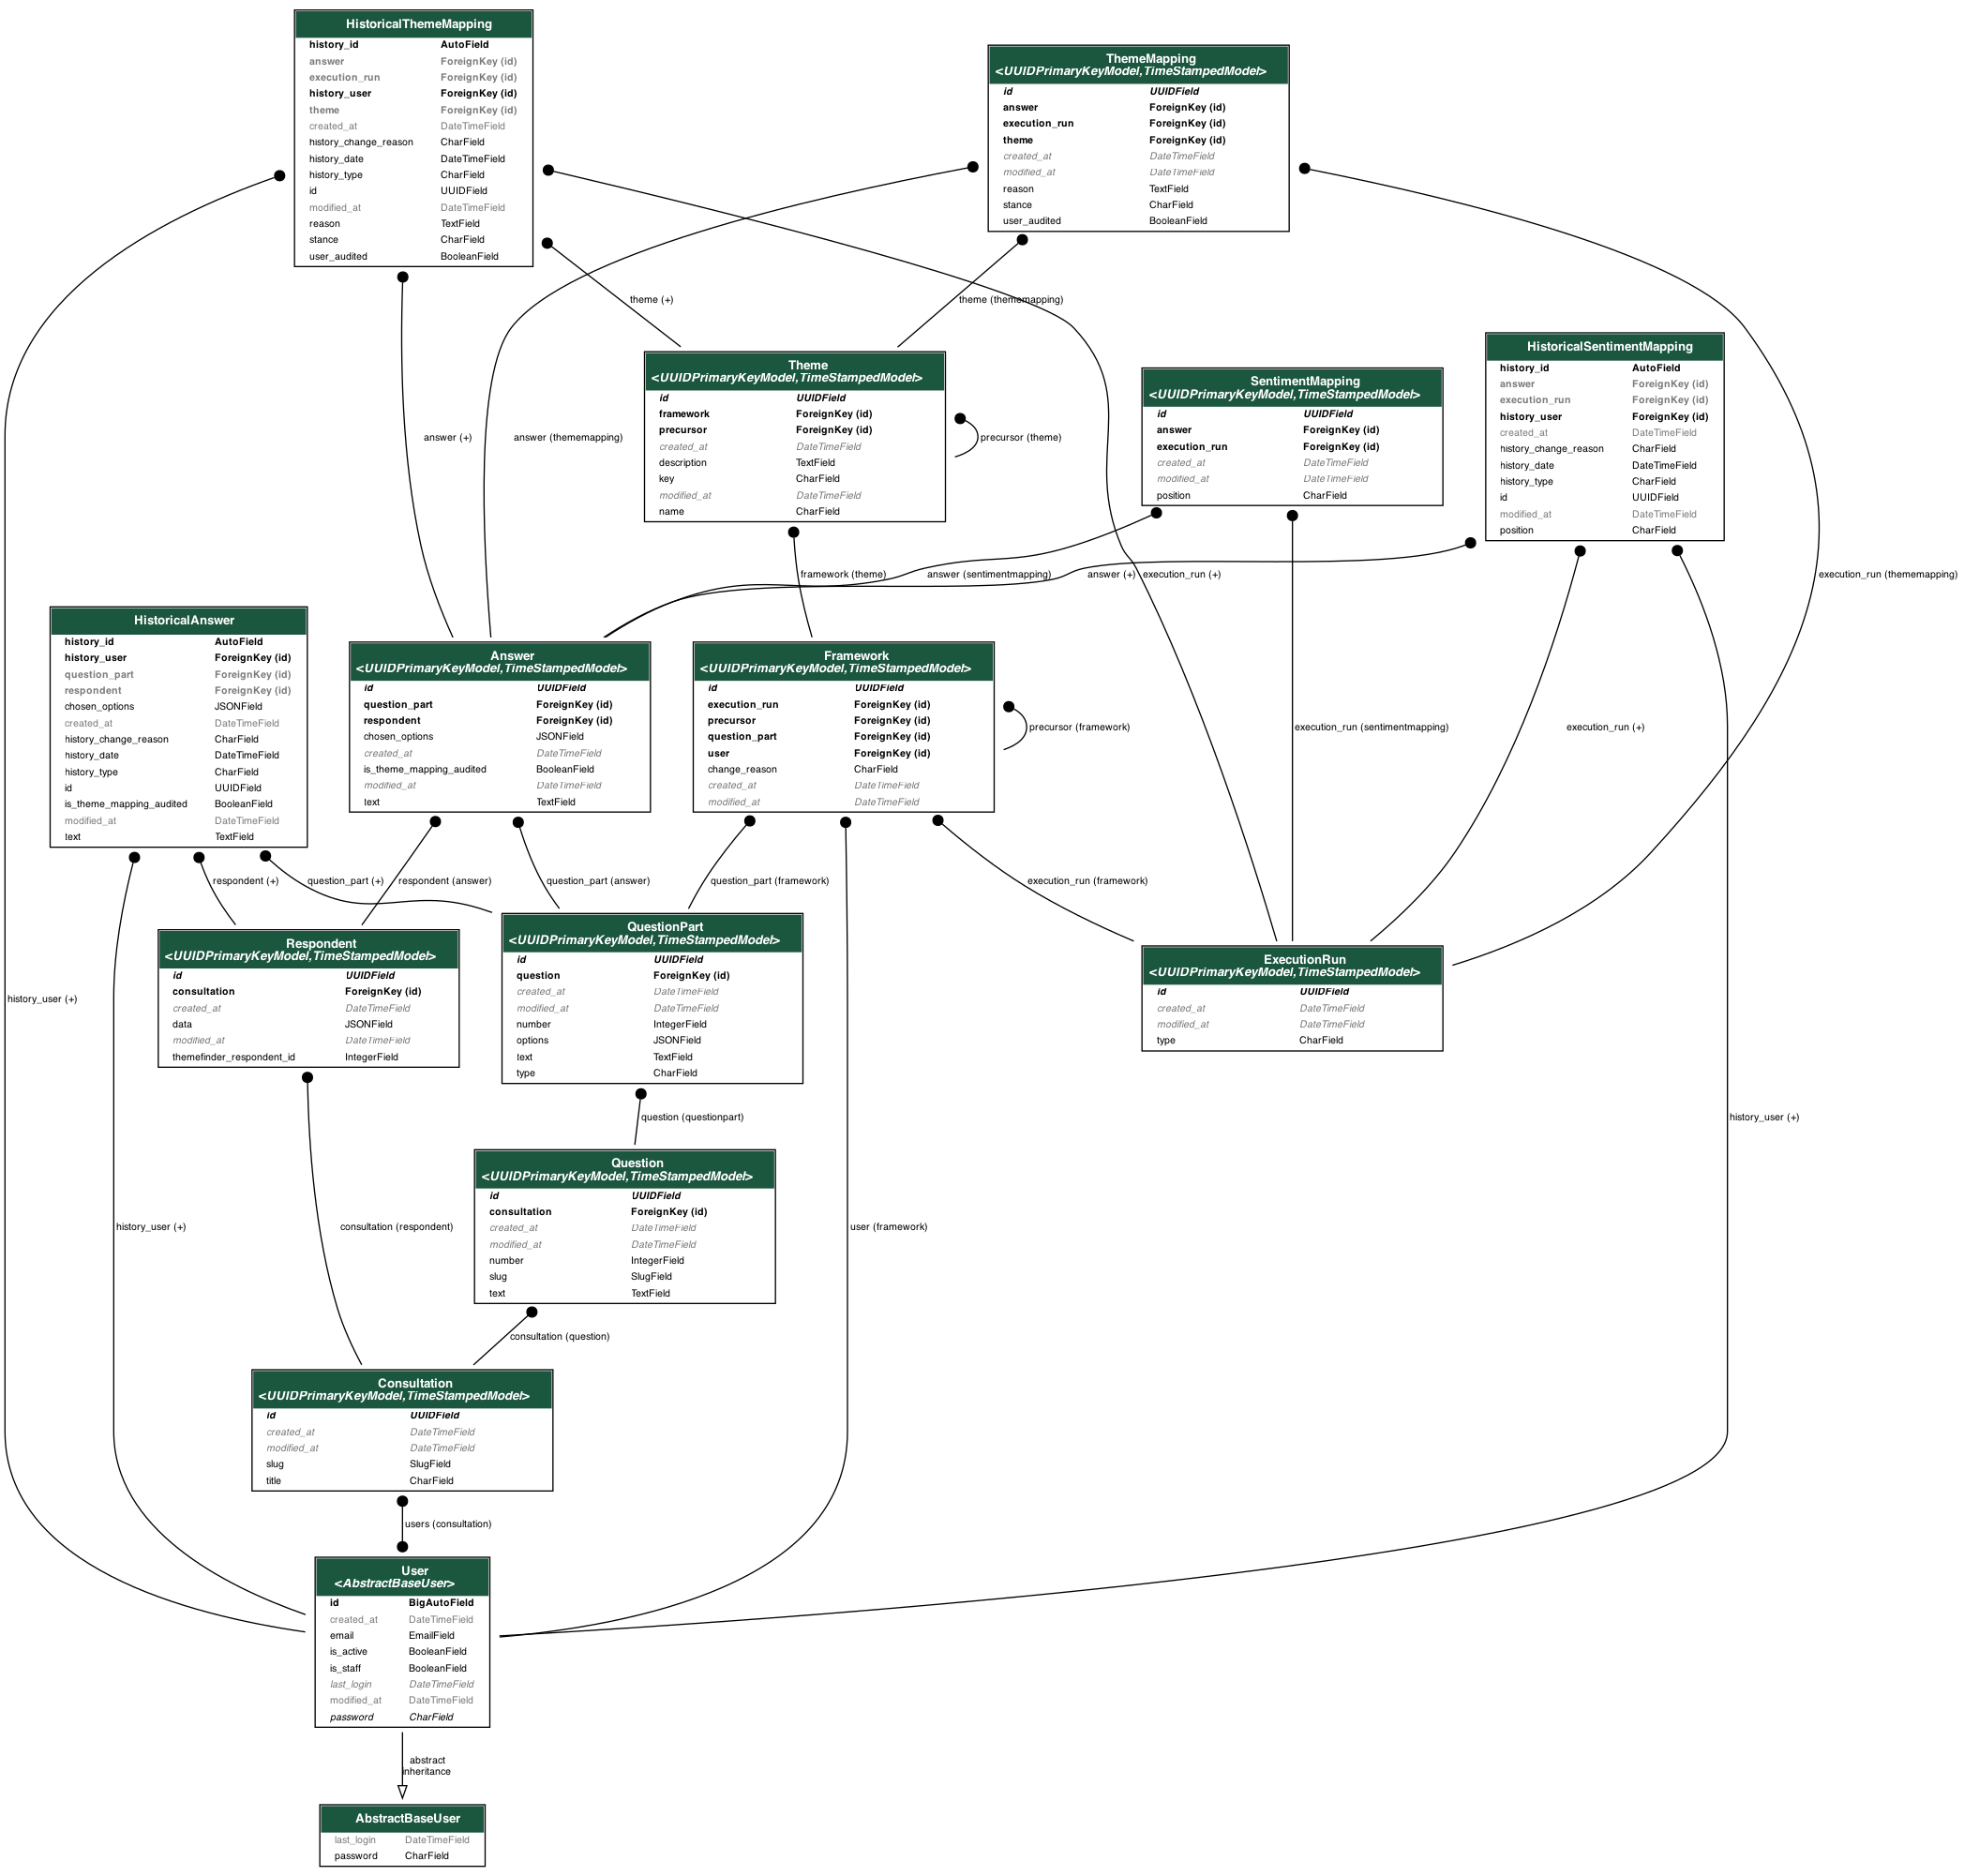 HistoricalThemeMapping
history_id AutoField
answer ForeignKey (id)
execution_run ForeignKey (id)
history_user ForeignKey (id)
theme ForeignKey (id)
created_at DateTimeField
history_change_reason CharField
history_date DateTimeField
history_type CharField
id UUIDField
modified_at DateTimeField
reason TextField
stance CharField
user_audited BooleanField
ThemeMapping
<UUIDPrimaryKeyModel,TimeStampedModel>
id UUIDField
answer ForeignKey (id)
execution_run ForeignKey (id)
theme ForeignKey (id)
created_at DateTimeField
modified_at DateTimeField
reason TextField
stance CharField
user_audited BooleanField
theme (+)
theme (thememapping)
Theme
<UUIDPrimaryKeyModel,TimeStampedModel>
id UUIDField
framework ForeignKey (id)
precursor ForeignKey (id)
created_at DateTimeField
description TextField
key CharField
modified_at DateTimeField
name CharField
SentimentMapping
<UUIDPrimaryKeyModel,TimeStampedModel>
id UUIDField
answer ForeignKey (id)
execution_run ForeignKey (id)
created_at DateTimeField
modified_at DateTimeField
position CharField
HistoricalSentimentMapping
history_id AutoField
answer ForeignKey (id)
execution_run ForeignKey (id)
history_user ForeignKey (id)
created_at DateTimeField
history_change_reason CharField
history_date DateTimeField
history_type CharField
id UUIDField
modified_at DateTimeField
position CharField
answer (+)
answer (thememapping)
precursor (theme)
framework (theme)
answer (sentimentmapping)
answer (+)
execution_run (+)
execution_run (thememapping)
HistoricalAnswer
history_id AutoField
history_user ForeignKey (id)
question_part ForeignKey (id)
respondent ForeignKey (id)
chosen_options JSONField
created_at DateTimeField
history_change_reason CharField
history_date DateTimeField
history_type CharField
id UUIDField
is_theme_mapping_audited BooleanField
modified_at DateTimeField
text TextField
Answer
<UUIDPrimaryKeyModel,TimeStampedModel>
id UUIDField
question_part ForeignKey (id)
respondent ForeignKey (id)
chosen_options JSONField
created_at DateTimeField
is_theme_mapping_audited BooleanField
modified_at DateTimeField
text TextField
Framework
<UUIDPrimaryKeyModel,TimeStampedModel>
id UUIDField
execution_run ForeignKey (id)
precursor ForeignKey (id)
question_part ForeignKey (id)
user ForeignKey (id)
change_reason CharField
created_at DateTimeField
modified_at DateTimeField
precursor (framework)
execution_run (sentimentmapping)
execution_run (+)
respondent (+)
question_part (+)
respondent (answer)
question_part (answer)
question_part (framework)
execution_run (framework)
Respondent
<UUIDPrimaryKeyModel,TimeStampedModel>
id UUIDField
consultation ForeignKey (id)
created_at DateTimeField
data JSONField
modified_at DateTimeField
themefinder_respondent_id IntegerField
QuestionPart
<UUIDPrimaryKeyModel,TimeStampedModel>
id UUIDField
question ForeignKey (id)
created_at DateTimeField
modified_at DateTimeField
number IntegerField
options JSONField
text TextField
type CharField
ExecutionRun
<UUIDPrimaryKeyModel,TimeStampedModel>
id UUIDField
created_at DateTimeField
modified_at DateTimeField
type CharField
history_user (+)
question (questionpart)
history_user (+)
Question
<UUIDPrimaryKeyModel,TimeStampedModel>
id UUIDField
consultation ForeignKey (id)
created_at DateTimeField
modified_at DateTimeField
number IntegerField
slug SlugField
text TextField
history_user (+)
consultation (respondent)
user (framework)
consultation (question)
Consultation
<UUIDPrimaryKeyModel,TimeStampedModel>
id UUIDField
created_at DateTimeField
modified_at DateTimeField
slug SlugField
title CharField
users (consultation)
User
<AbstractBaseUser>
id BigAutoField
created_at DateTimeField
email EmailField
is_active BooleanField
is_staff BooleanField
last_login DateTimeField
modified_at DateTimeField
password CharField
abstract
inheritance
AbstractBaseUser
last_login DateTimeField
password CharField